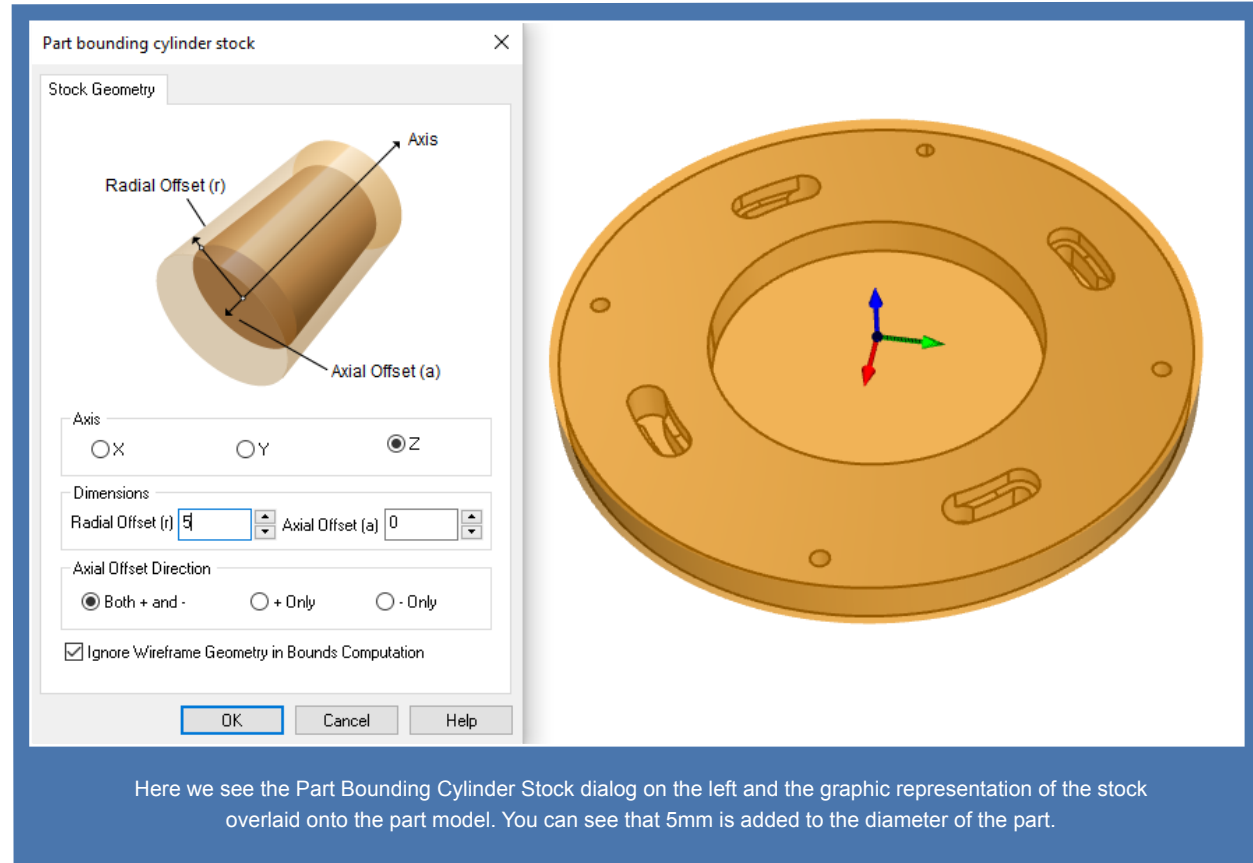 Part bounding cylinder stock
Stock Geometry
Axis
Radial Offset (r)
Axial Offset (a)
Axis
X Y Z
Dimensions
Radial Offset (r) 5 Axial Offset (a) 0
Axial Offset Direction
Both + and - + Only - Only
Ignore Wireframe Geometry in Bounds Computation
OK Cancel Help
Here we see the Part Bounding Cylinder Stock dialog on the left and the graphic representation of the stock
overlaid onto the part model. You can see that 5mm is added to the diameter of the part.